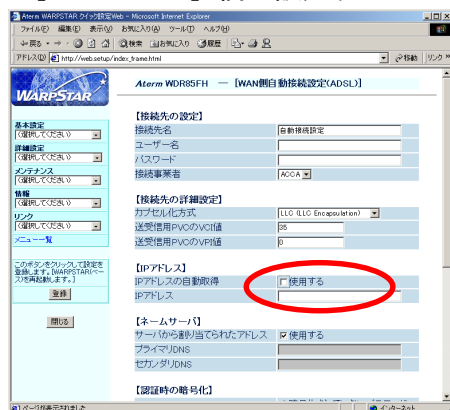 Aterm WARPSTAR クイック設定Web - Microsoft Internet Explorer
ファイル(F) 編集(E) 表示(V) お気に入り(A) ツール(T) ヘルプ(H)
戻る 検索 お気に入り 履歴
アドレス(D) http://web.setup/index_frame.html 移動 リンク »
WARPSTAR
Aterm WDR85FH ― [WAN側自動接続設定(ADSL)]
基本設定
(選択してください)
詳細設定
(選択してください)
メンテナンス
(選択してください)
情報
(選択してください)
リンク
(選択してください)
メニュー一覧
このボタンをクリックして設定を
登録します。[WARPSTARベー
スが再起動します。]
登録
閉じる
【接続先の設定】
接続先名 自動接続設定
ユーザー名
パスワード
接続事業者 ACCA
【接続先の詳細設定】
カプセル化方式 LLC (LLC Encapsulation)
送受信用PVCのVCI値 35
送受信用PVCのVPI値 0
【IPアドレス】
IPアドレスの自動取得 使用する
IPアドレス
【ネームサーバ】
サーバから割り当てられたアドレス 使用する
プライマリDNS
セカンダリDNS
【認証時の暗号化】
ページが表示されました
インターネット